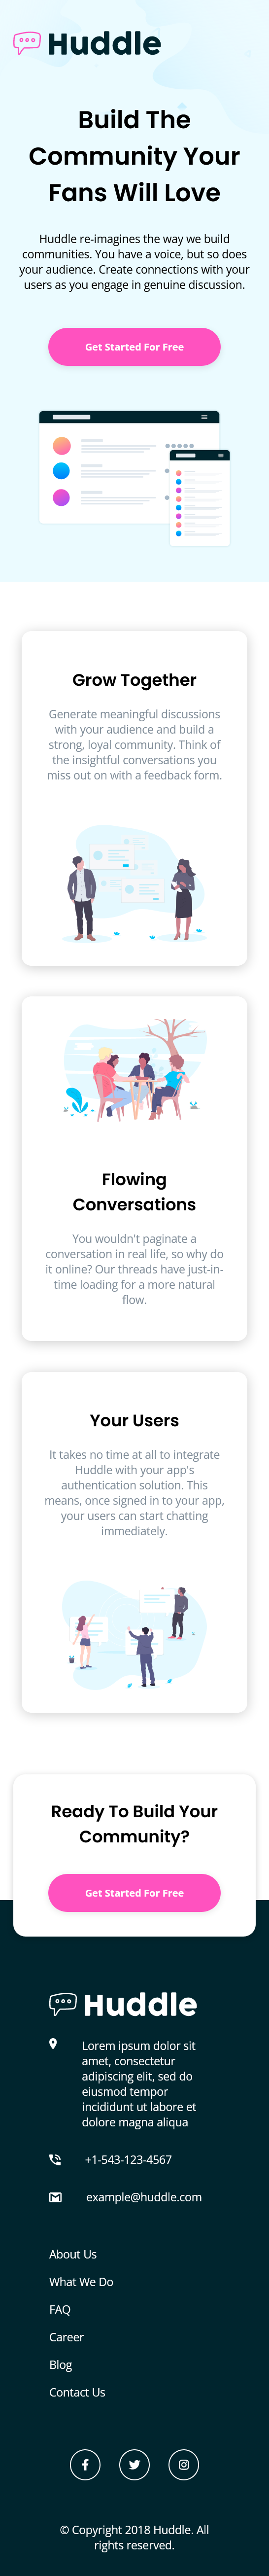 Huddle
Build The
Community Your
Fans Will Love
Huddle re-imagines the way we build
communities. You have a voice, but so does
your audience. Create connections with your
users as you engage in genuine discussion.
Get Started For Free
Grow Together
Generate meaningful discussions
with your audience and build a
strong, loyal community. Think of
the insightful conversations you
miss out on with a feedback form.
Flowing
Conversations
You wouldn't paginate a
conversation in real life, so why do
it online? Our threads have just-in-
time loading for a more natural
flow.
Your Users
It takes no time at all to integrate
Huddle with your app's
authentication solution. This
means, once signed in to your app,
your users can start chatting
immediately.
Ready To Build Your
Community?
Get Started For Free
Huddle
Lorem ipsum dolor sit
amet, consectetur
adipiscing elit, sed do
eiusmod tempor
incididunt ut labore et
dolore magna aliqua
+1-543-123-4567
example@huddle.com
About Us
What We Do
FAQ
Career
Blog
Contact Us
© Copyright 2018 Huddle. All
rights reserved.